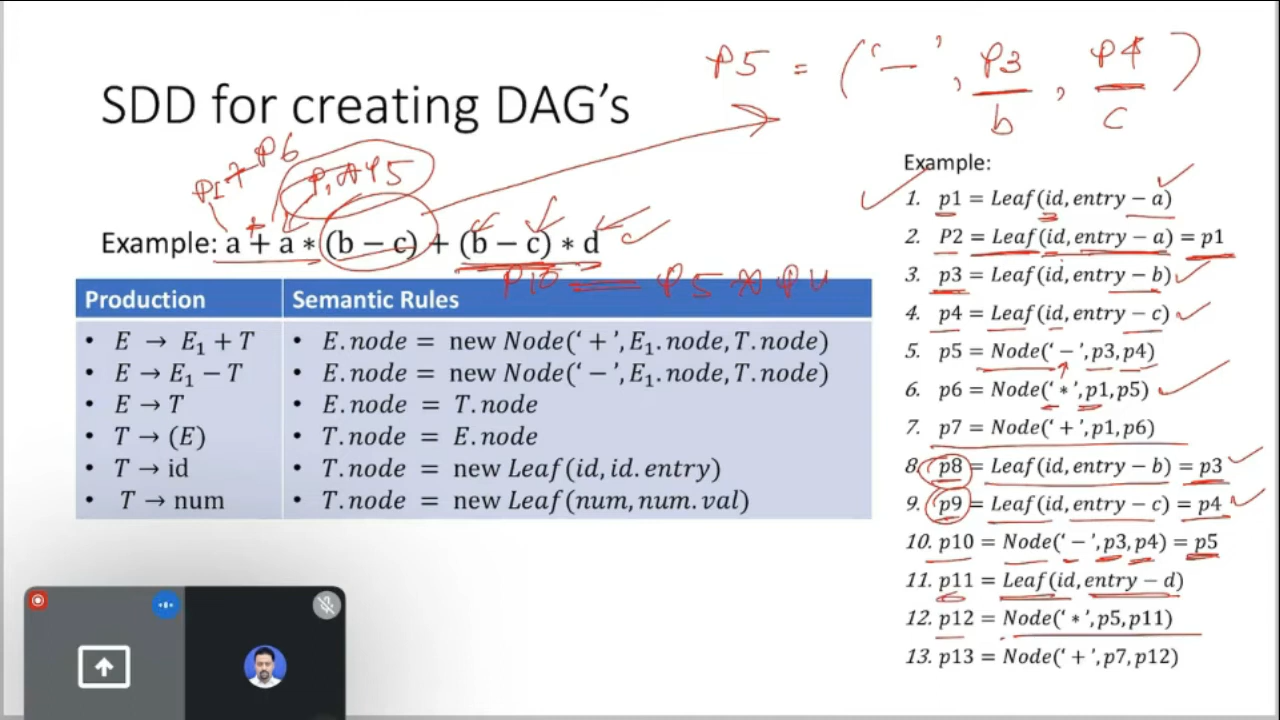 P5 = ( ' – ' , P3 , P4 )
b c
SDD for creating DAG's
P1 + P6
P1 * P5
Example: a + a ∗ (b − c) + (b − c) ∗ d
P10
Production Semantic Rules
• E → E₁ + T • E.node = new Node(‘ + ’, E₁.node, T.node)
• E → E₁ − T • E.node = new Node(‘ − ’, E₁.node, T.node)
• E → T • E.node = T.node
• T → (E) • T.node = E.node
• T → id • T.node = new Leaf(id, id.entry)
• T → num • T.node = new Leaf(num, num.val)
Example:
1. p1 = Leaf(id, entry − a)
2. P2 = Leaf(id, entry − a) = p1
3. p3 = Leaf(id, entry − b)
4. p4 = Leaf(id, entry − c)
5. p5 = Node(‘ − ’, p3, p4)
6. p6 = Node(‘ ∗ ’, p1, p5)
7. p7 = Node(‘ + ’, p1, p6)
8. p8 = Leaf(id, entry − b) = p3
9. p9 = Leaf(id, entry − c) = p4
10. p10 = Node(‘ − ’, p3, p4) = p5
11. p11 = Leaf(id, entry − d)
12. p12 = Node(‘ ∗ ’, p5, p11)
13. p13 = Node(‘ + ’, p7, p12)